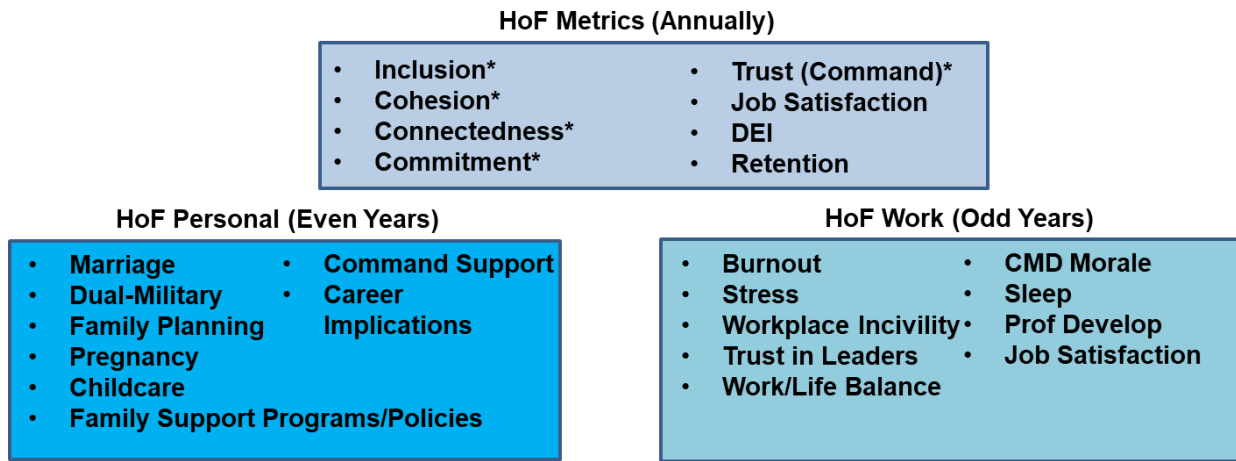 HoF Metrics (Annually)
• Inclusion*
• Cohesion*
• Connectedness*
• Commitment*
• Trust (Command)*
• Job Satisfaction
• DEI
• Retention
HoF Personal (Even Years)
• Marriage
• Dual-Military
• Family Planning
• Pregnancy
• Childcare
• Family Support Programs/Policies
• Command Support
• Career
Implications
HoF Work (Odd Years)
• Burnout
• Stress
• Workplace Incivility
• Trust in Leaders
• Work/Life Balance
• CMD Morale
• Sleep
• Prof Develop
• Job Satisfaction